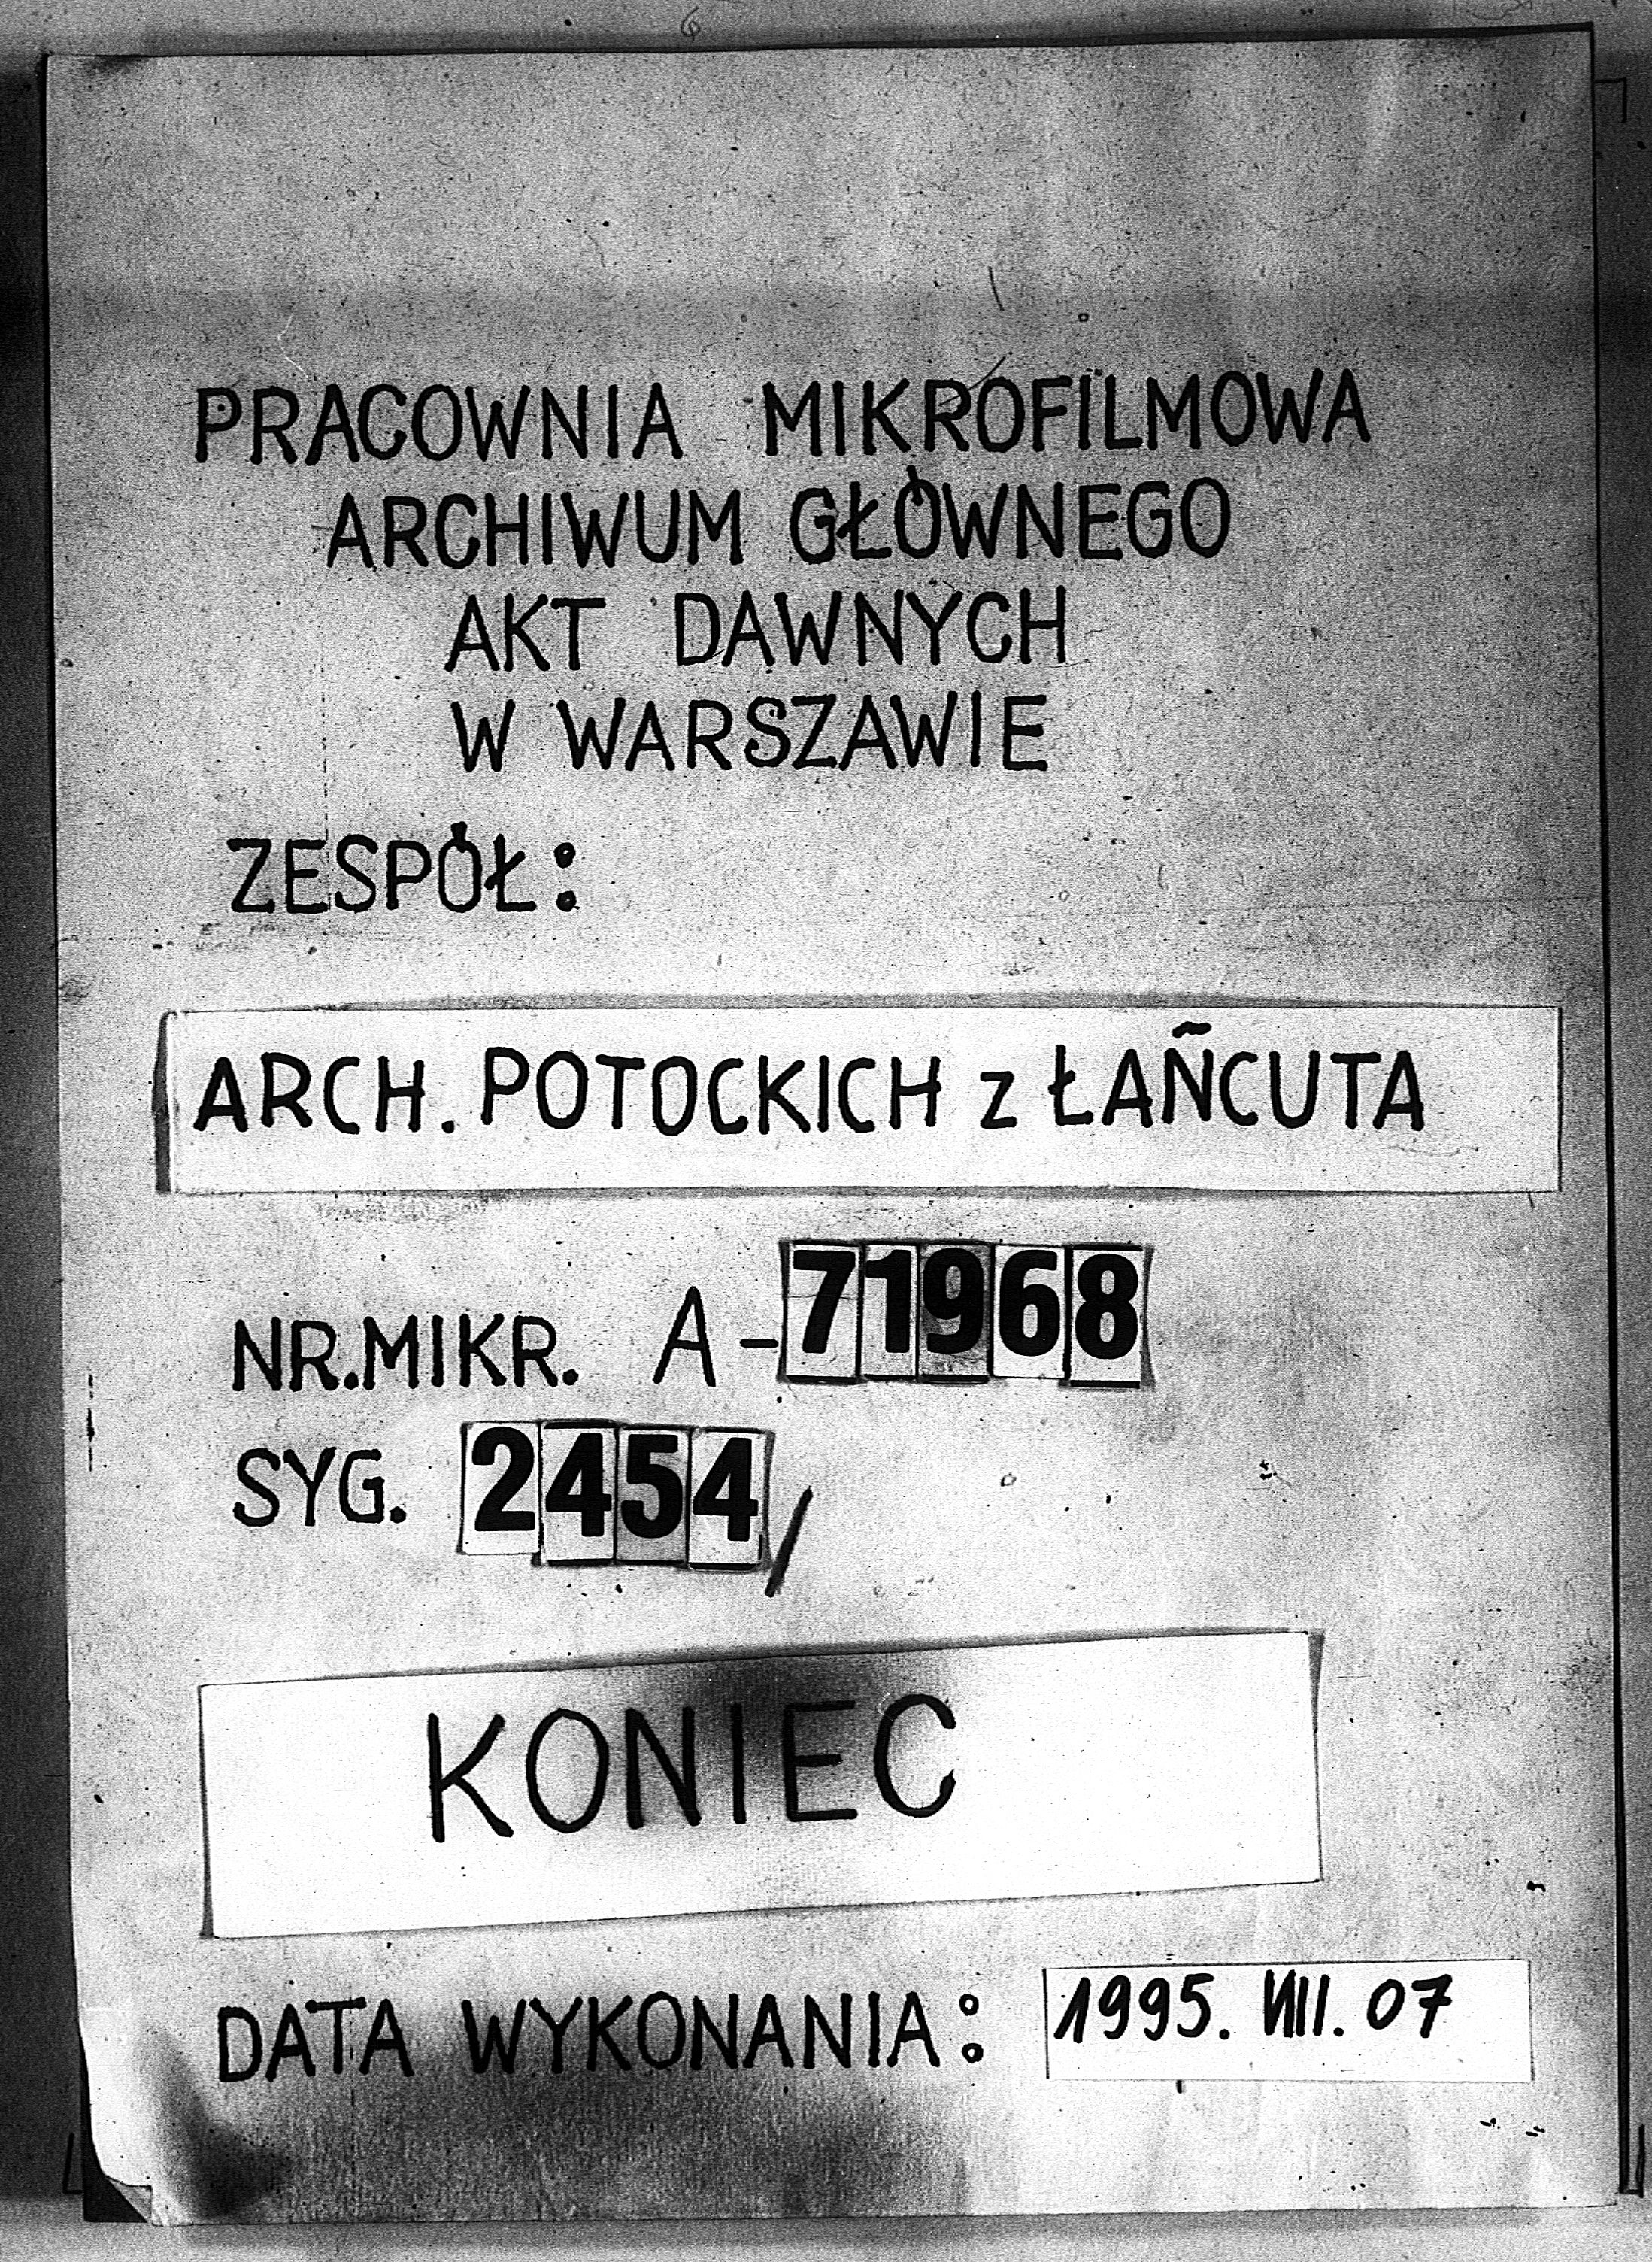 PRACOWNIA MIKROFILMOWA
ARCHIWUM GŁÓWNEGO
AKT DAWNYCH
W WARSZAWIE
ZESPÓŁ:
ARCH. POTOCKICH z ŁAŃCUTA
NR.MIKR. A-71968
SYG. 2454/
KONIEC
DATA WYKONANIA: 1995. VIII. 07